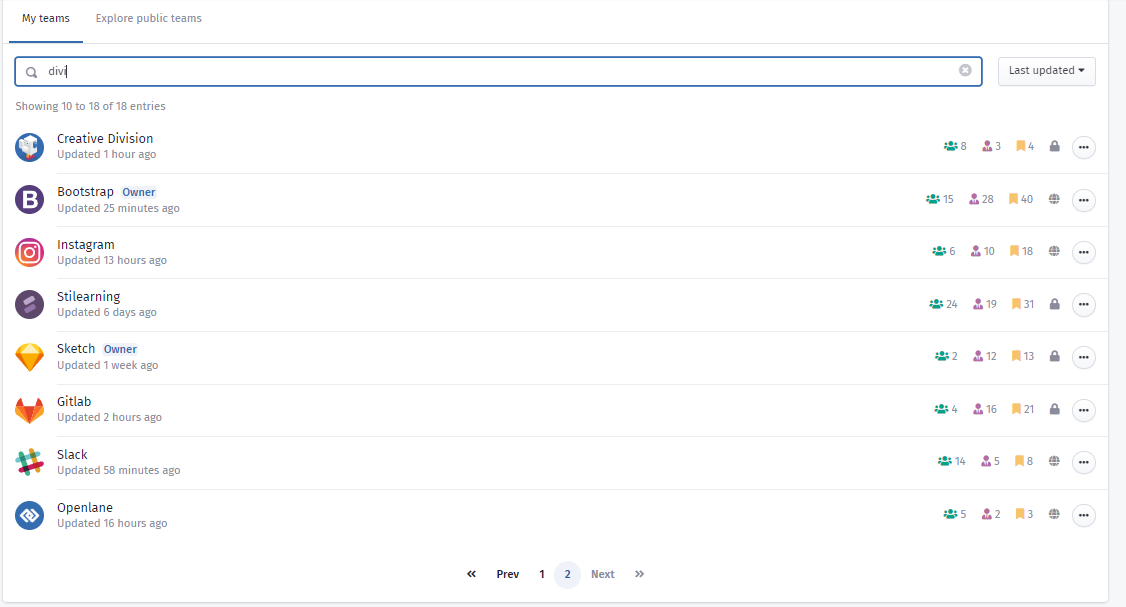 My teams Explore public teams
divi Last updated
Showing 10 to 18 of 18 entries
Creative Division 8 3 4
Updated 1 hour ago
B Bootstrap Owner 15 28 40
Updated 25 minutes ago
Instagram 6 10 18
Updated 13 hours ago
Stilearning 24 19 31
Updated 6 days ago
Sketch Owner 2 12 13
Updated 1 week ago
Gitlab 4 16 21
Updated 2 hours ago
Slack 14 5 8
Updated 58 minutes ago
Openlane 5 2 3
Updated 16 hours ago
« Prev 1 2 Next »